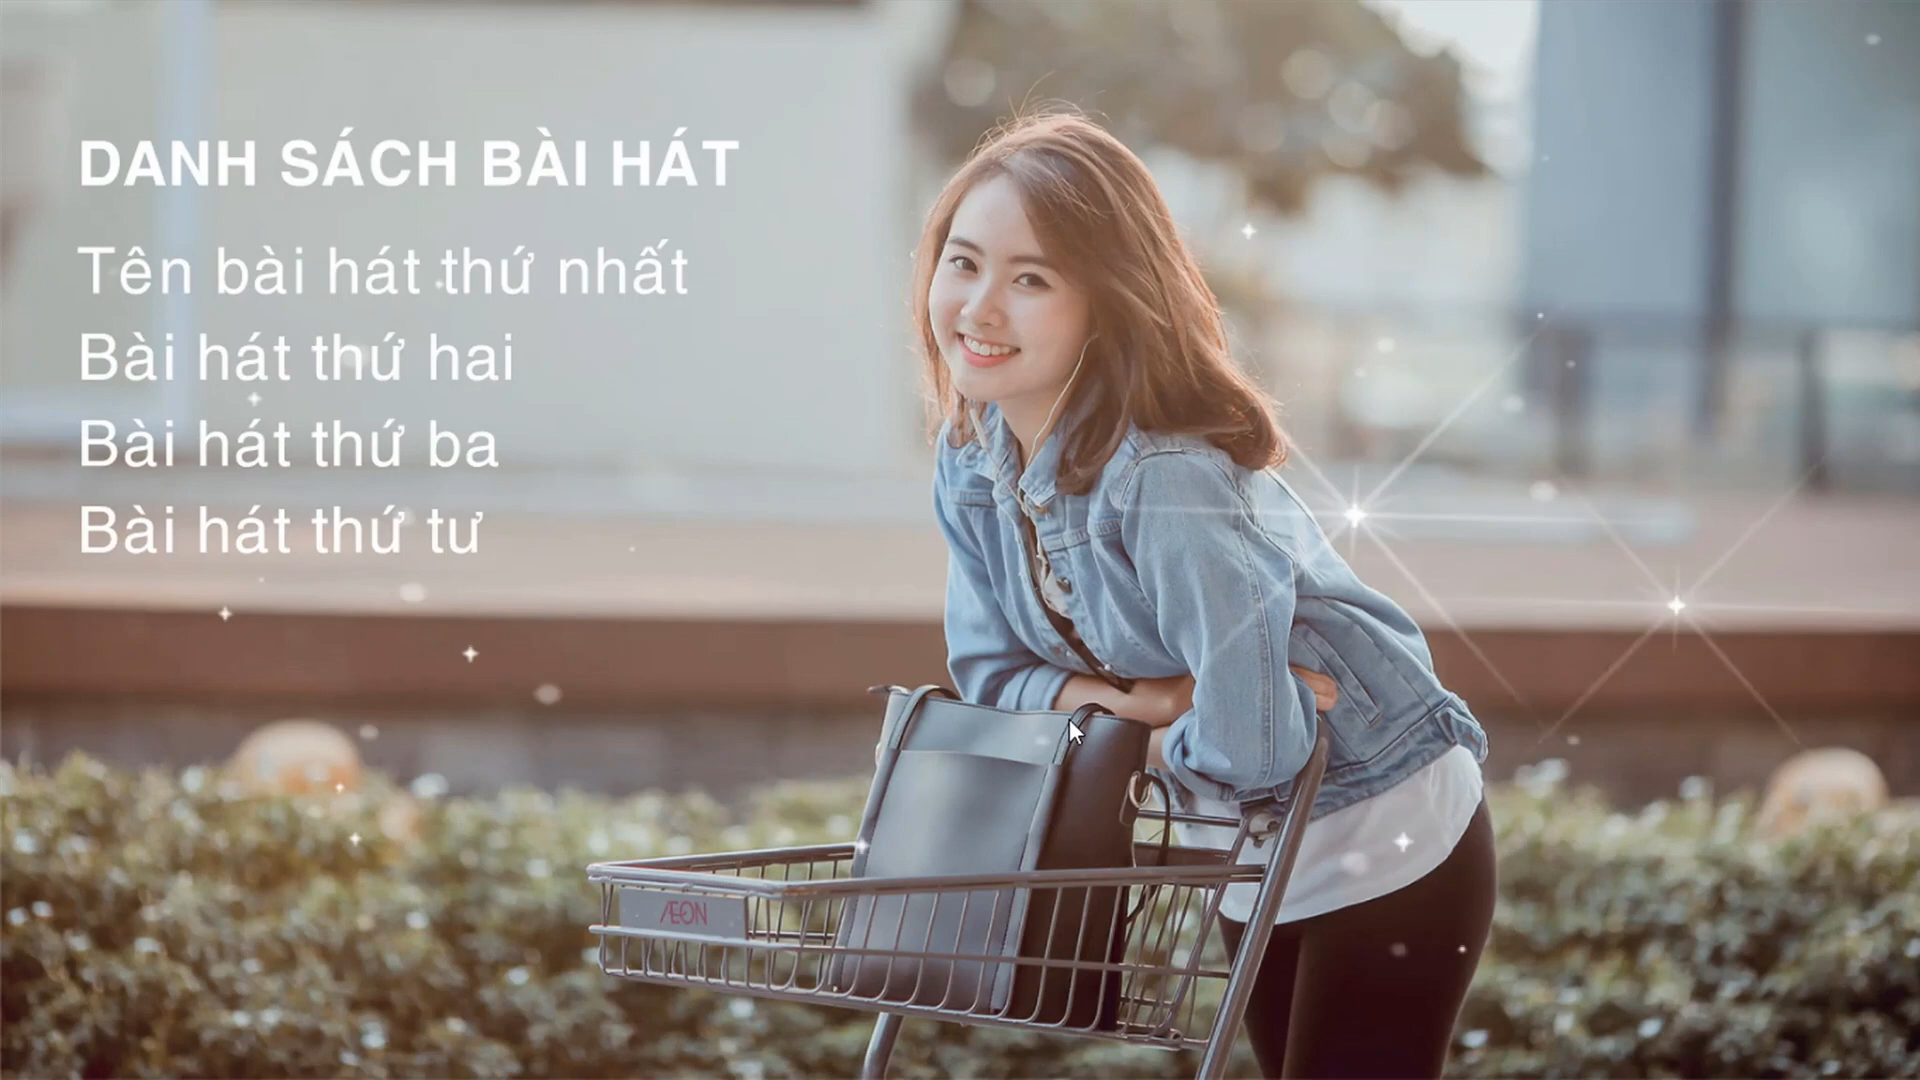 DANH SÁCH BÀI HÁT
Tên bài hát thứ nhất
Bài hát thứ hai
Bài hát thứ ba
Bài hát thứ tư
ÆON